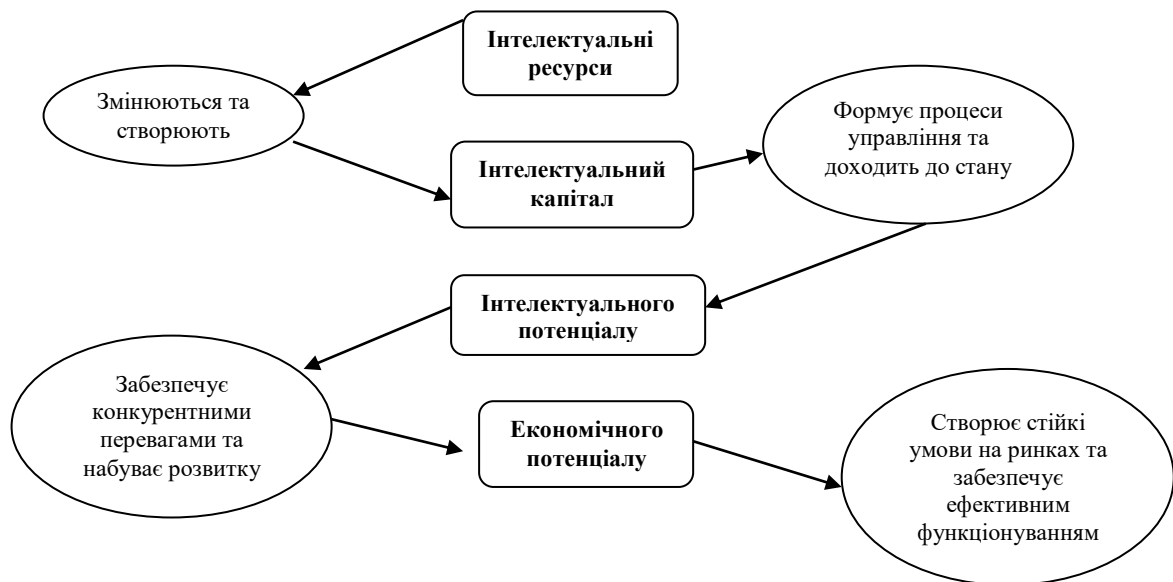 Інтелектуальні
ресурси
Змінюються та
створюють
Формує процеси
управління та
доходить до стану
Інтелектуальний
капітал
Інтелектуального
потенціалу
Забезпечує
конкурентними
перевагами та
набуває розвитку
Економічного
потенціалу
Створює стійкі
умови на ринках та
забезпечує
ефективним
функціонуванням